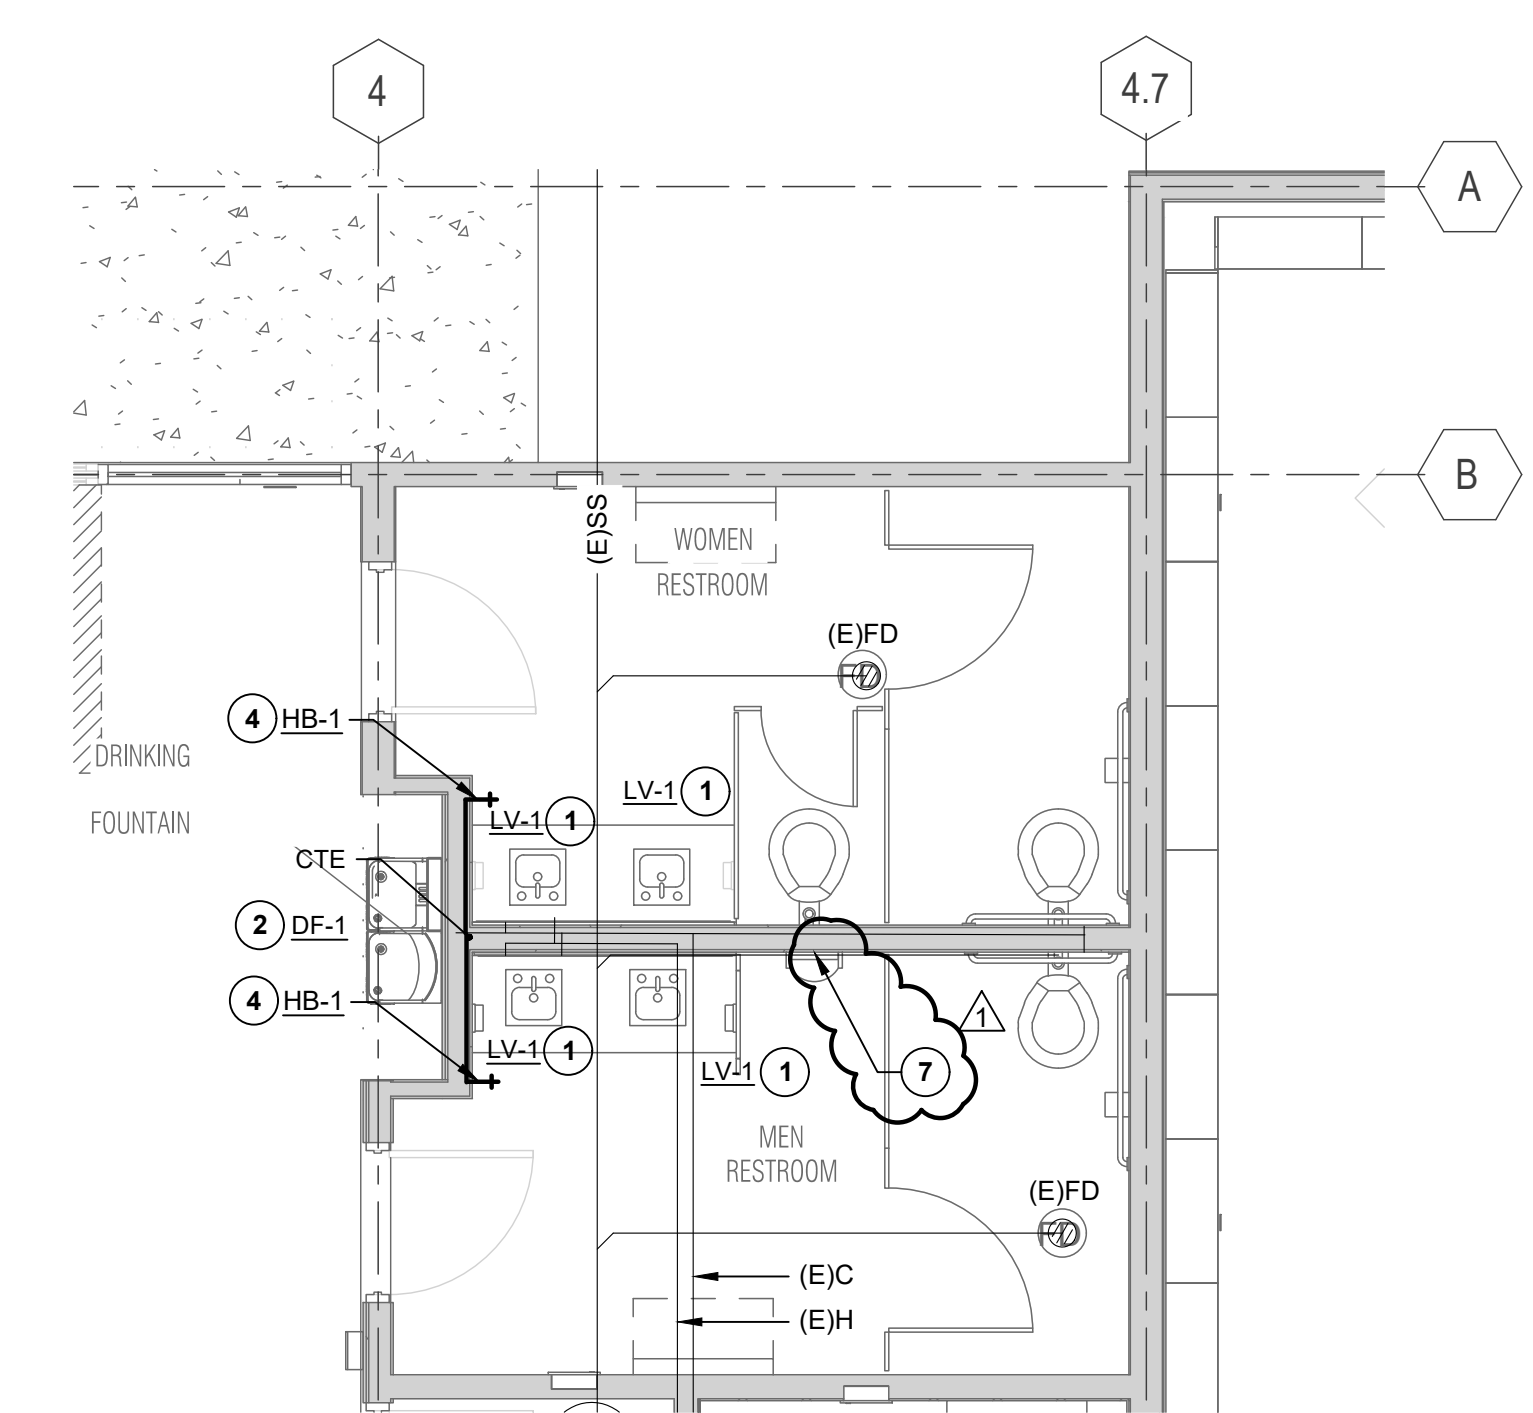 4
4.7
A
B
(E)SS
WOMEN
RESTROOM
(E)FD
4 HB-1
DRINKING
FOUNTAIN
LV-1 1
LV-1 1
CTE
2 DF-1
4 HB-1
1
LV-1 1
LV-1 1
7
MEN
RESTROOM
(E)FD
(E)C
(E)H